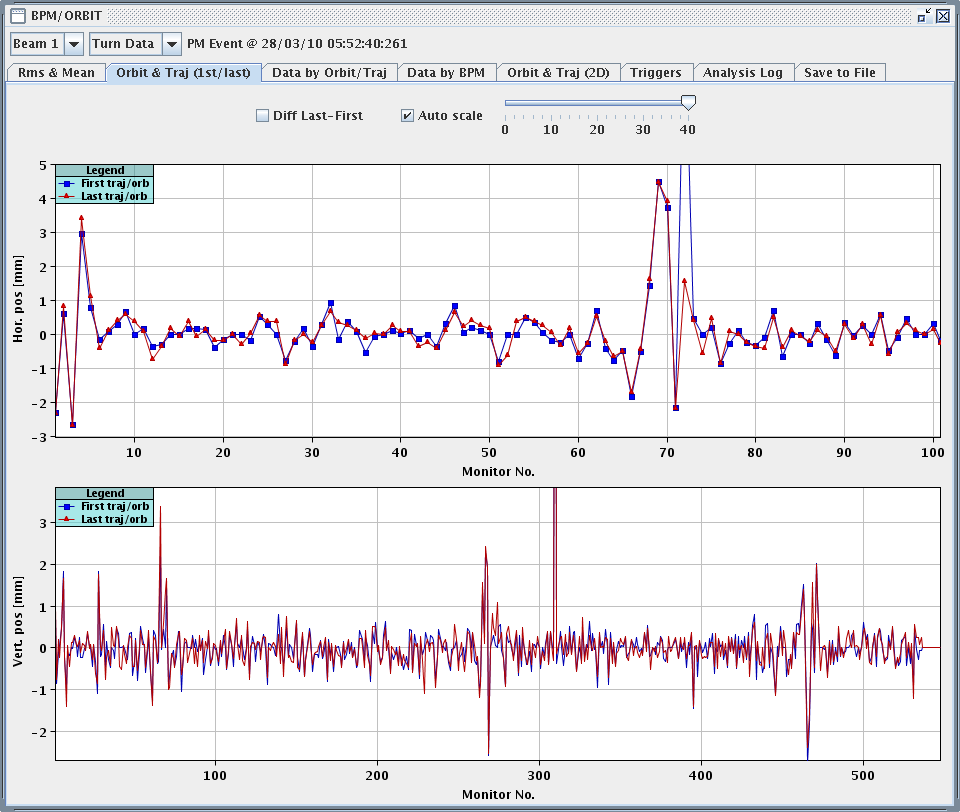 BPM/ORBIT
Beam 1 Turn Data PM Event @ 28/03/10 05:52:40:261
Rms & Mean Orbit & Traj (1st/last) Data by Orbit/Traj Data by BPM Orbit & Traj (2D) Triggers Analysis Log Save to File
Diff Last-First Auto scale
0 10 20 30 40
Legend
First traj/orb
Last traj/orb
Hor. pos [mm]
5
4
3
2
1
0
-1
-2
-3
10 20 30 40 50 60 70 80 90 100
Monitor No.
Legend
First traj/orb
Last traj/orb
Vert. pos [mm]
3
2
1
0
-1
-2
100 200 300 400 500
Monitor No.